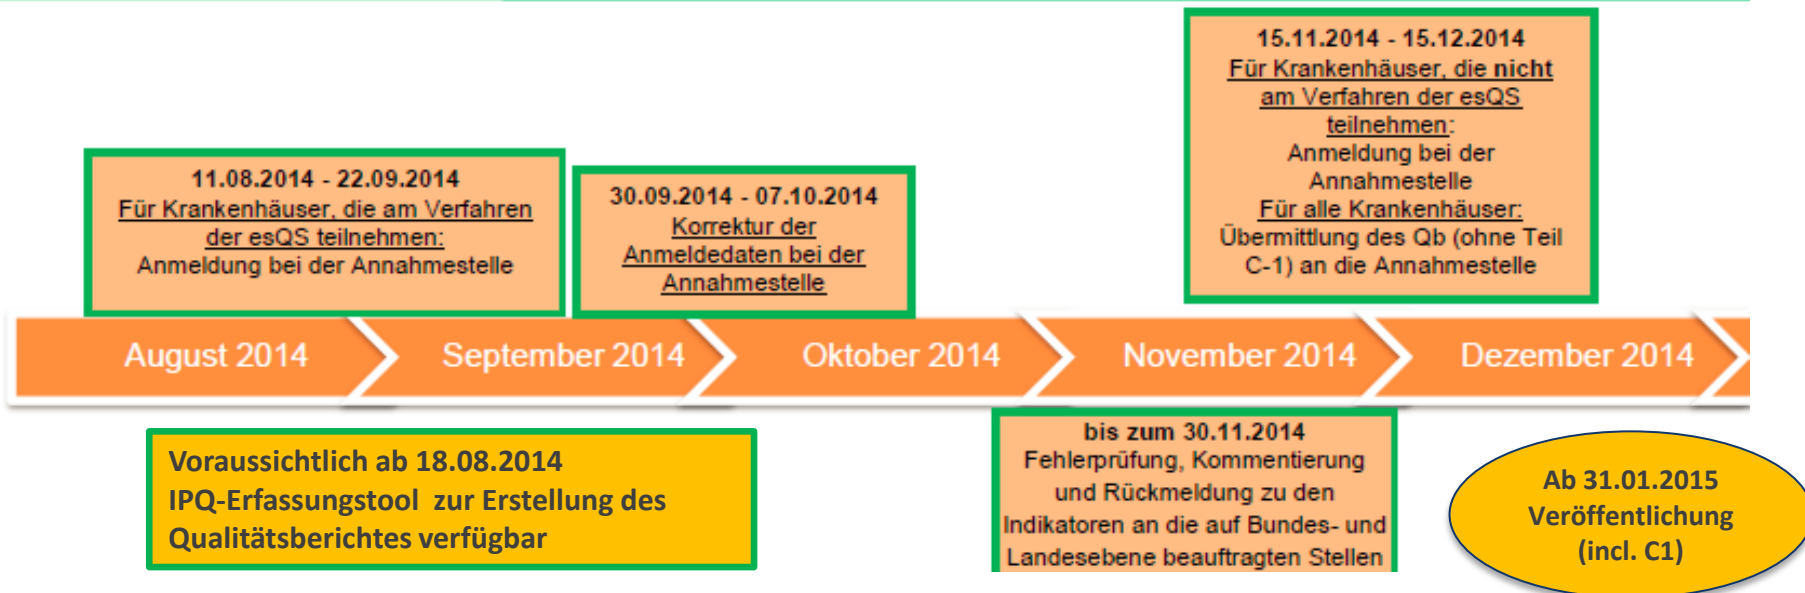 15.11.2014 - 15.12.2014
Für Krankenhäuser, die nicht
am Verfahren der esQS
teilnehmen:
Anmeldung bei der
Annahmestelle
Für alle Krankenhäuser:
Übermittlung des Qb (ohne Teil
C-1) an die Annahmestelle
11.08.2014 - 22.09.2014
Für Krankenhäuser, die am Verfahren
der esQS teilnehmen:
Anmeldung bei der Annahmestelle
30.09.2014 - 07.10.2014
Korrektur der
Anmeldedaten bei der
Annahmestelle
August 2014
September 2014
Oktober 2014
November 2014
Dezember 2014
Voraussichtlich ab 18.08.2014
IPQ-Erfassungstool zur Erstellung des
Qualitätsberichtes verfügbar
bis zum 30.11.2014
Fehlerprüfung, Kommentierung
und Rückmeldung zu den
Indikatoren an die auf Bundes- und
Landesebene beauftragten Stellen
Ab 31.01.2015
Veröffentlichung
(incl. C1)